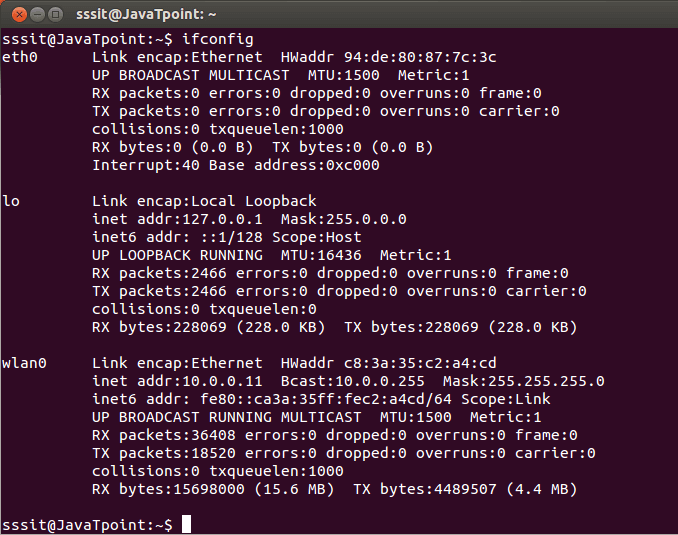 sssit@JavaTpoint: ~
sssit@JavaTpoint:~$ ifconfig
eth0      Link encap:Ethernet  HWaddr 94:de:80:87:7c:3c
          UP BROADCAST MULTICAST  MTU:1500  Metric:1
          RX packets:0 errors:0 dropped:0 overruns:0 frame:0
          TX packets:0 errors:0 dropped:0 overruns:0 carrier:0
          collisions:0 txqueuelen:1000
          RX bytes:0 (0.0 B)  TX bytes:0 (0.0 B)
          Interrupt:40 Base address:0xc000
lo        Link encap:Local Loopback
          inet addr:127.0.0.1  Mask:255.0.0.0
          inet6 addr: ::1/128 Scope:Host
          UP LOOPBACK RUNNING  MTU:16436  Metric:1
          RX packets:2466 errors:0 dropped:0 overruns:0 frame:0
          TX packets:2466 errors:0 dropped:0 overruns:0 carrier:0
          collisions:0 txqueuelen:0
          RX bytes:228069 (228.0 KB)  TX bytes:228069 (228.0 KB)
wlan0     Link encap:Ethernet  HWaddr c8:3a:35:c2:a4:cd
          inet addr:10.0.0.11  Bcast:10.0.0.255  Mask:255.255.255.0
          inet6 addr: fe80::ca3a:35ff:fec2:a4cd/64 Scope:Link
          UP BROADCAST RUNNING MULTICAST  MTU:1500  Metric:1
          RX packets:36408 errors:0 dropped:0 overruns:0 frame:0
          TX packets:18520 errors:0 dropped:0 overruns:0 carrier:0
          collisions:0 txqueuelen:1000
          RX bytes:15698000 (15.6 MB)  TX bytes:4489507 (4.4 MB)
sssit@JavaTpoint:~$